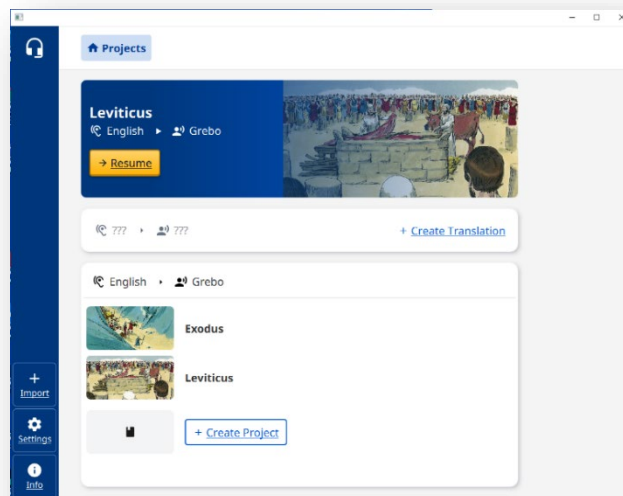 Projects
Leviticus
English Grebo
→ Resume
??? ???
+ Create Translation
English Grebo
Exodus
Leviticus
+ Create Project
+
Import
Settings
Info